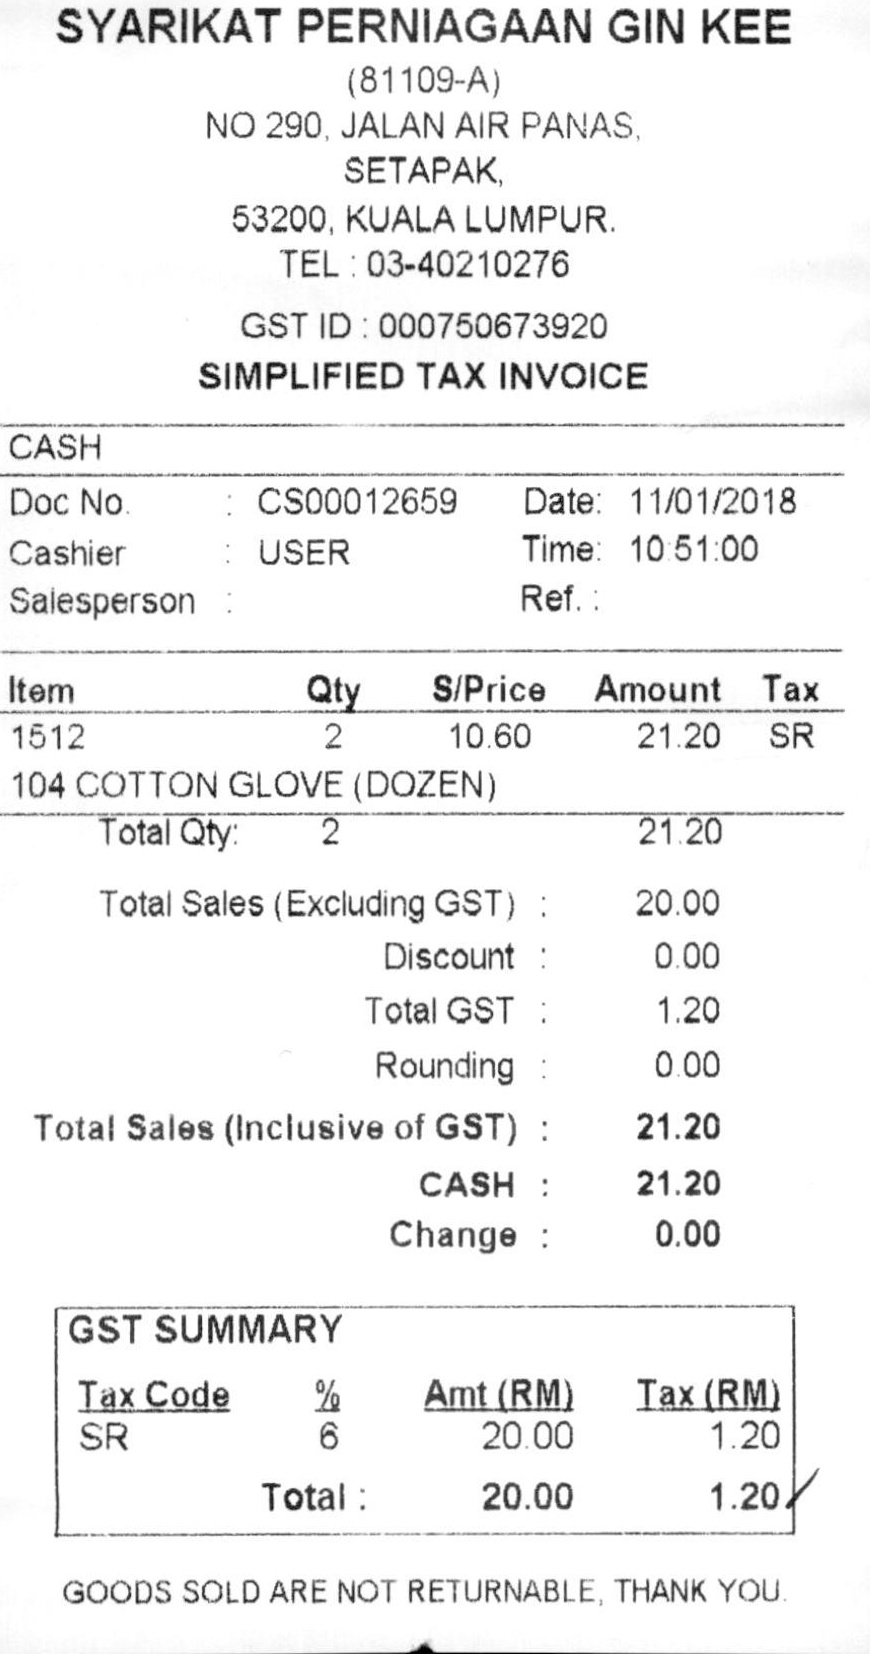 SYARIKAT PERNIAGAAN GIN KEE
(81109-A)
NO 290, JALAN AIR PANAS,
SETAPAK,
53200, KUALA LUMPUR.
TEL : 03-40210276
GST ID : 000750673920
SIMPLIFIED TAX INVOICE
CASH
Doc No. : CS00012659 Date: 11/01/2018
Cashier : USER Time: 10:51:00
Salesperson : Ref. :
Item Qty S/Price Amount Tax
1512 2 10.60 21.20 SR
104 COTTON GLOVE (DOZEN)
Total Qty: 2 21.20
Total Sales (Excluding GST) : 20.00
Discount : 0.00
Total GST : 1.20
Rounding : 0.00
Total Sales (Inclusive of GST) : 21.20
CASH : 21.20
Change : 0.00
GST SUMMARY
Tax Code % Amt (RM) Tax (RM)
SR 6 20.00 1.20
Total : 20.00 1.20
GOODS SOLD ARE NOT RETURNABLE, THANK YOU.